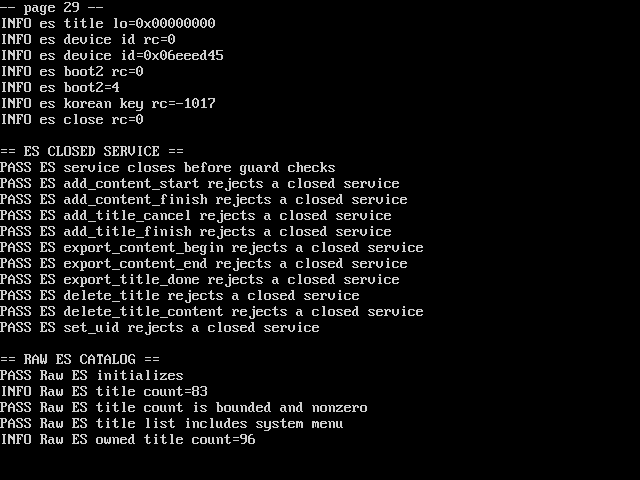 -- page 29 --
INFO es title lo=0x00000000
INFO es device id rc=0
INFO es device id=0x06eeed45
INFO es boot2 rc=0
INFO es boot2=4
INFO es korean key rc=-1017
INFO es close rc=0
== ES CLOSED SERVICE ==
PASS ES service closes before guard checks
PASS ES add_content_start rejects a closed service
PASS ES add_content_finish rejects a closed service
PASS ES add_title_cancel rejects a closed service
PASS ES add_title_finish rejects a closed service
PASS ES export_content_begin rejects a closed service
PASS ES export_content_end rejects a closed service
PASS ES export_title_done rejects a closed service
PASS ES delete_title rejects a closed service
PASS ES delete_title_content rejects a closed service
PASS ES set_uid rejects a closed service
== RAW ES CATALOG ==
PASS Raw ES initializes
INFO Raw ES title count=83
PASS Raw ES title count is bounded and nonzero
PASS Raw ES title list includes system menu
INFO Raw ES owned title count=96